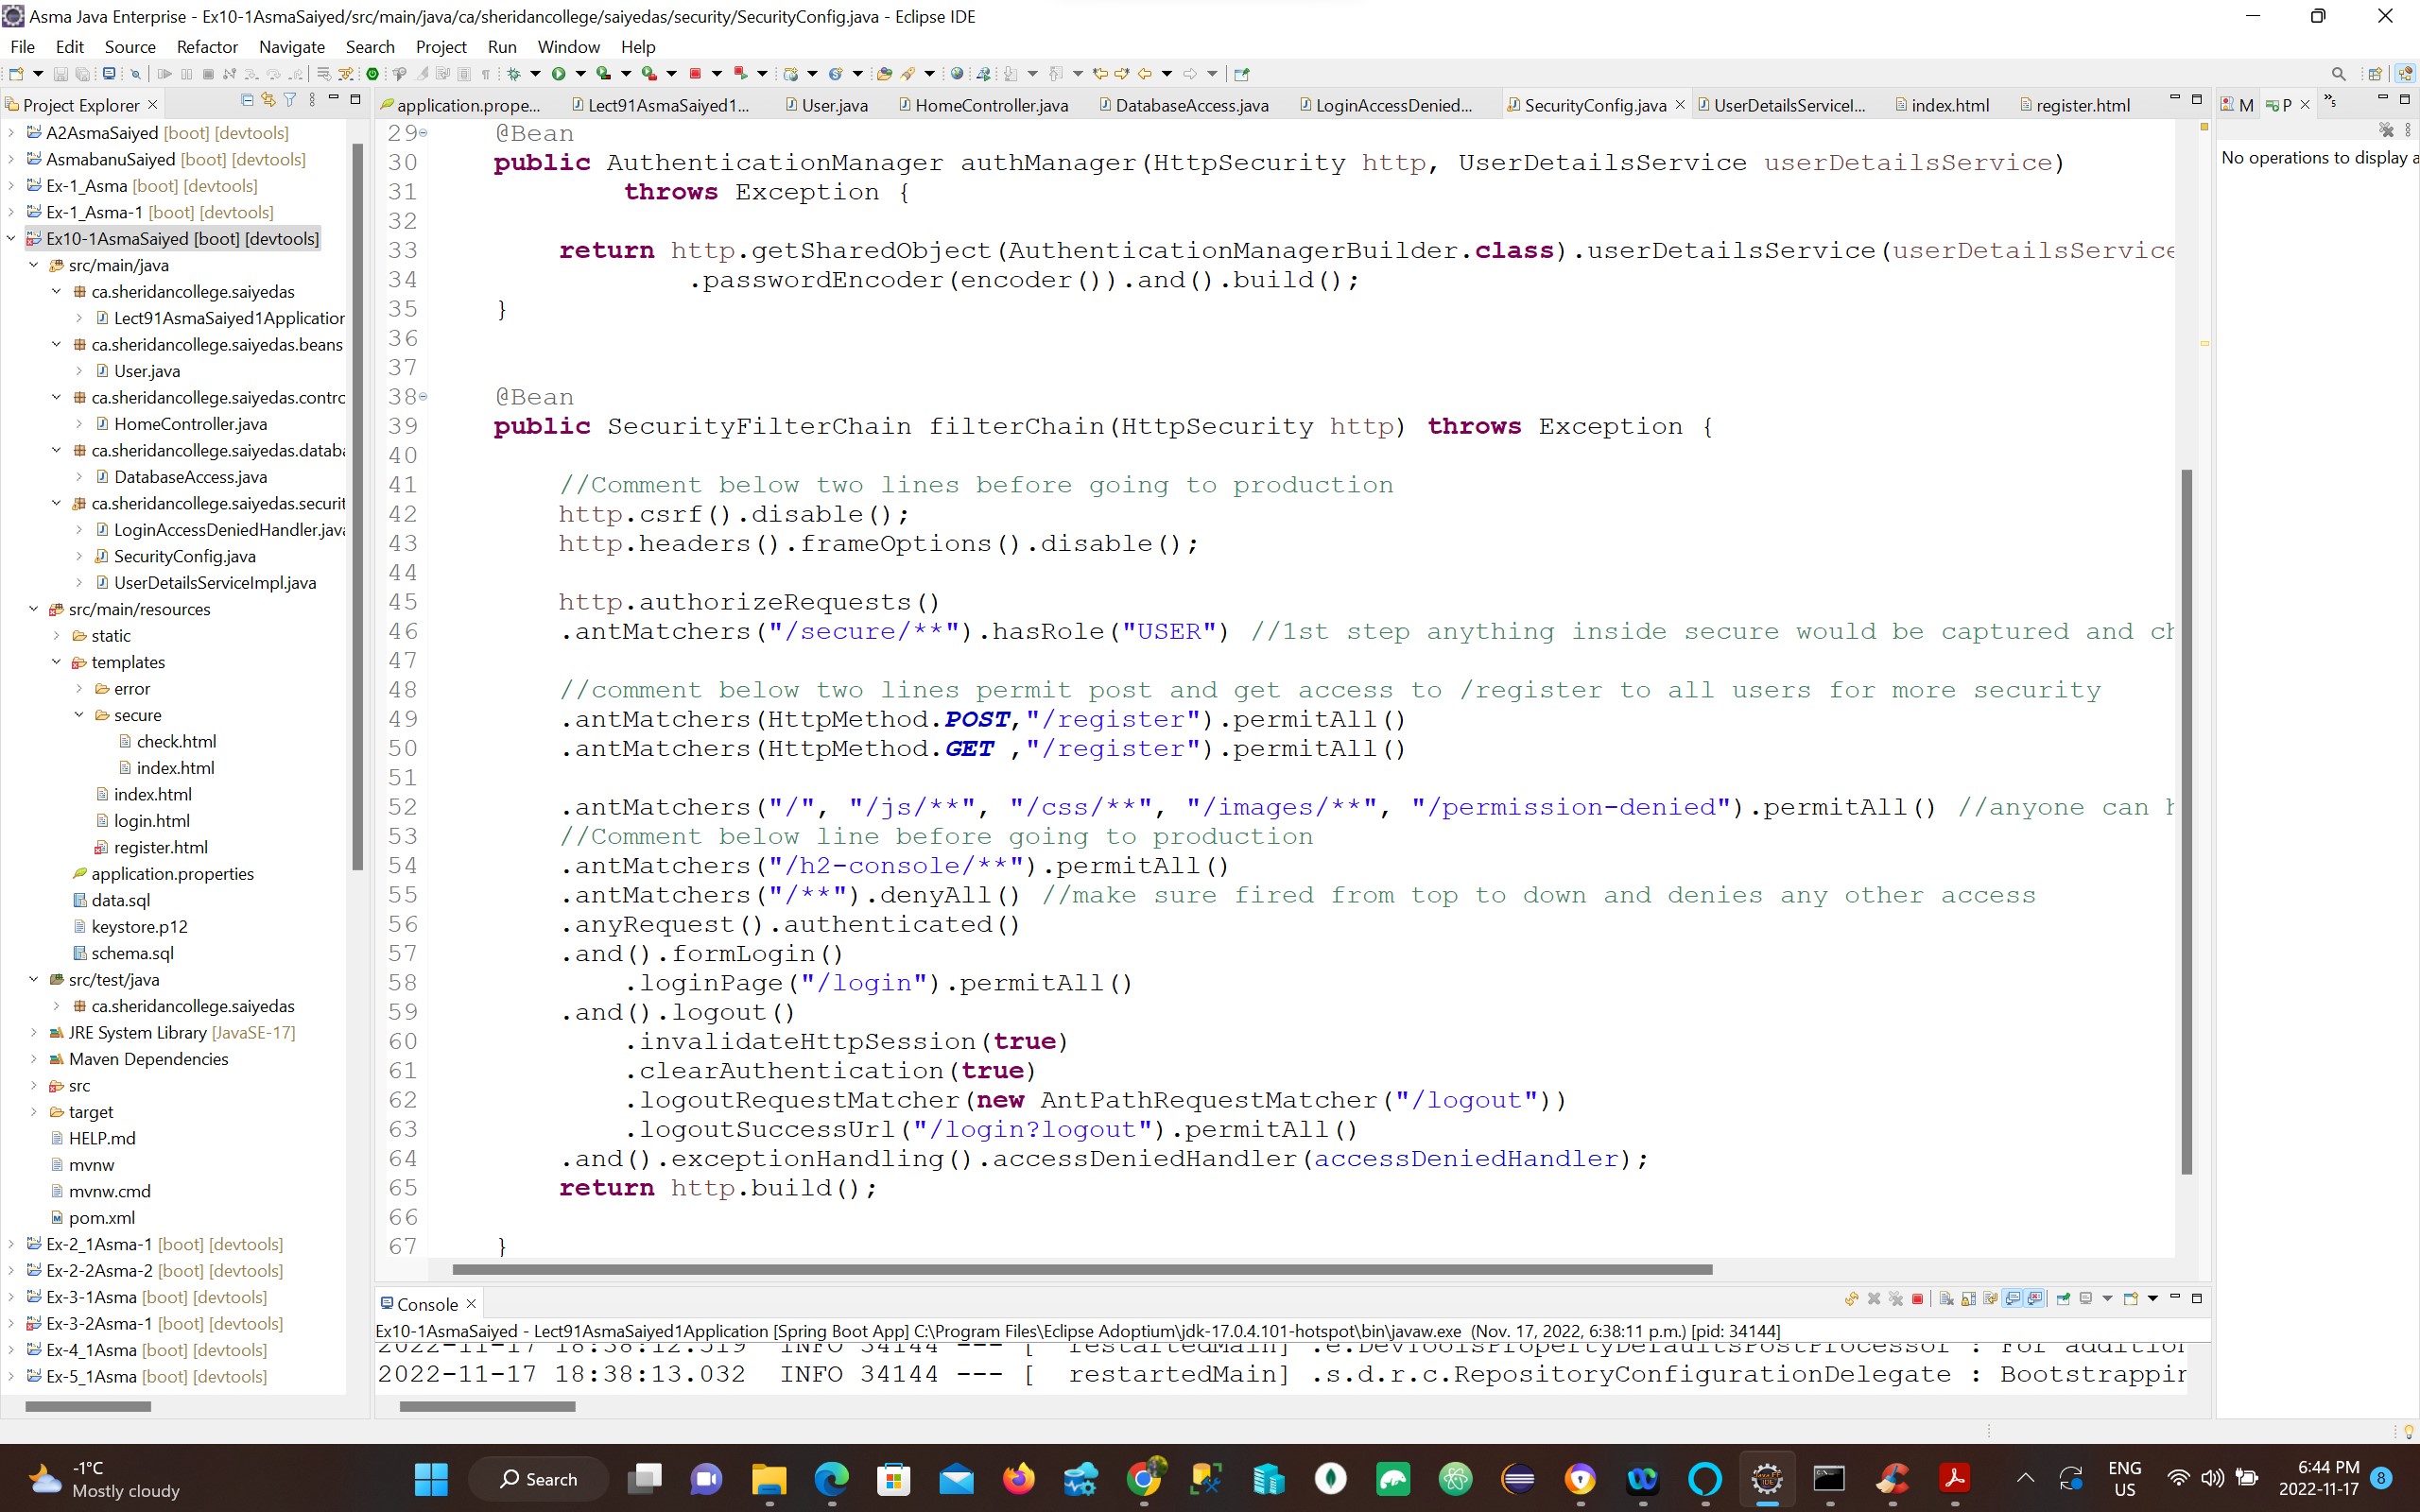 Asma Java Enterprise - Ex10-1AsmaSaiyed/src/main/java/ca/sheridancollege/saiyedas/security/SecurityConfig.java - Eclipse IDE
File Edit Source Refactor Navigate Search Project Run Window Help
Project Explorer
A2AsmaSaiyed [boot] [devtools]
AsmabanuSaiyed [boot] [devtools]
Ex-1_Asma [boot] [devtools]
Ex-1_Asma-1 [boot] [devtools]
Ex10-1AsmaSaiyed [boot] [devtools]
src/main/java
ca.sheridancollege.saiyedas
Lect91AsmaSaiyed1Application
ca.sheridancollege.saiyedas.beans
User.java
ca.sheridancollege.saiyedas.contro
HomeController.java
ca.sheridancollege.saiyedas.databa
DatabaseAccess.java
ca.sheridancollege.saiyedas.securit
LoginAccessDeniedHandler.java
SecurityConfig.java
UserDetailsServiceImpl.java
src/main/resources
static
templates
error
secure
check.html
index.html
index.html
login.html
register.html
application.properties
data.sql
keystore.p12
schema.sql
src/test/java
ca.sheridancollege.saiyedas
JRE System Library [JavaSE-17]
Maven Dependencies
src
target
HELP.md
mvnw
mvnw.cmd
pom.xml
Ex-2_1Asma-1 [boot] [devtools]
Ex-2-2Asma-2 [boot] [devtools]
Ex-3-1Asma [boot] [devtools]
Ex-3-2Asma-1 [boot] [devtools]
Ex-4_1Asma [boot] [devtools]
Ex-5_1Asma [boot] [devtools]
application.prope... Lect91AsmaSaiyed1... User.java HomeController.java DatabaseAccess.java LoginAccessDenied... SecurityConfig.java UserDetailsServiceI... index.html register.html
29 @Bean
30 public AuthenticationManager authManager(HttpSecurity http, UserDetailsService userDetailsService)
31 throws Exception {
32
33 return http.getSharedObject(AuthenticationManagerBuilder.class).userDetailsService(userDetailsService
34 .passwordEncoder(encoder()).and().build();
35 }
36
37
38 @Bean
39 public SecurityFilterChain filterChain(HttpSecurity http) throws Exception {
40
41 //Comment below two lines before going to production
42 http.csrf().disable();
43 http.headers().frameOptions().disable();
44
45 http.authorizeRequests()
46 .antMatchers("/secure/**").hasRole("USER") //1st step anything inside secure would be captured and ch
47
48 //comment below two lines permit post and get access to /register to all users for more security
49 .antMatchers(HttpMethod.POST,"/register").permitAll()
50 .antMatchers(HttpMethod.GET ,"/register").permitAll()
51
52 .antMatchers("/", "/js/**", "/css/**", "/images/**", "/permission-denied").permitAll() //anyone can h
53 //Comment below line before going to production
54 .antMatchers("/h2-console/**").permitAll()
55 .antMatchers("/**").denyAll() //make sure fired from top to down and denies any other access
56 .anyRequest().authenticated()
57 .and().formLogin()
58 .loginPage("/login").permitAll()
59 .and().logout()
60 .invalidateHttpSession(true)
61 .clearAuthentication(true)
62 .logoutRequestMatcher(new AntPathRequestMatcher("/logout"))
63 .logoutSuccessUrl("/login?logout").permitAll()
64 .and().exceptionHandling().accessDeniedHandler(accessDeniedHandler);
65 return http.build();
66
67 }
M P 5
No operations to display a
Console
Ex10-1AsmaSaiyed - Lect91AsmaSaiyed1Application [Spring Boot App] C:\Program Files\Eclipse Adoptium\jdk-17.0.4.101-hotspot\bin\javaw.exe (Nov. 17, 2022, 6:38:11 p.m.) [pid: 34144]
2022-11-17 18:38:12.519 INFO 34144 --- [ restartedMain] .e.DevToolsPropertyDefaultsPostProcessor : For addition
2022-11-17 18:38:13.032 INFO 34144 --- [ restartedMain] .s.d.r.c.RepositoryConfigurationDelegate : Bootstrappin
-1°C
Mostly cloudy
Search
ENG
US
6:44 PM
2022-11-17
8